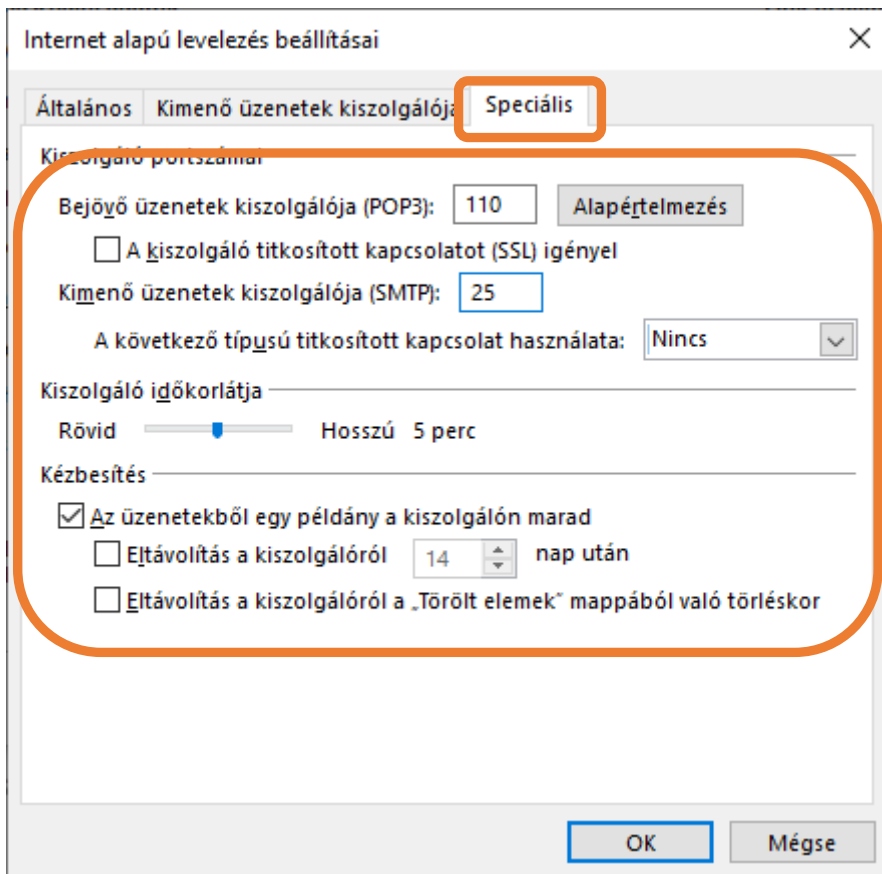 Internet alapú levelezés beállításai
Általános Kimenő üzenetek kiszolgálója Speciális
Kiszolgáló portszámai
Bejövő üzenetek kiszolgálója (POP3): 110 Alapértelmezés
A kiszolgáló titkosított kapcsolatot (SSL) igényel
Kimenő üzenetek kiszolgálója (SMTP): 25
A következő típusú titkosított kapcsolat használata: Nincs
Kiszolgáló időkorlátja
Rövid Hosszú 5 perc
Kézbesítés
Az üzenetekből egy példány a kiszolgálón marad
Eltávolítás a kiszolgálóról 14 nap után
Eltávolítás a kiszolgálóról a „Törölt elemek” mappából való törléskor
OK Mégse